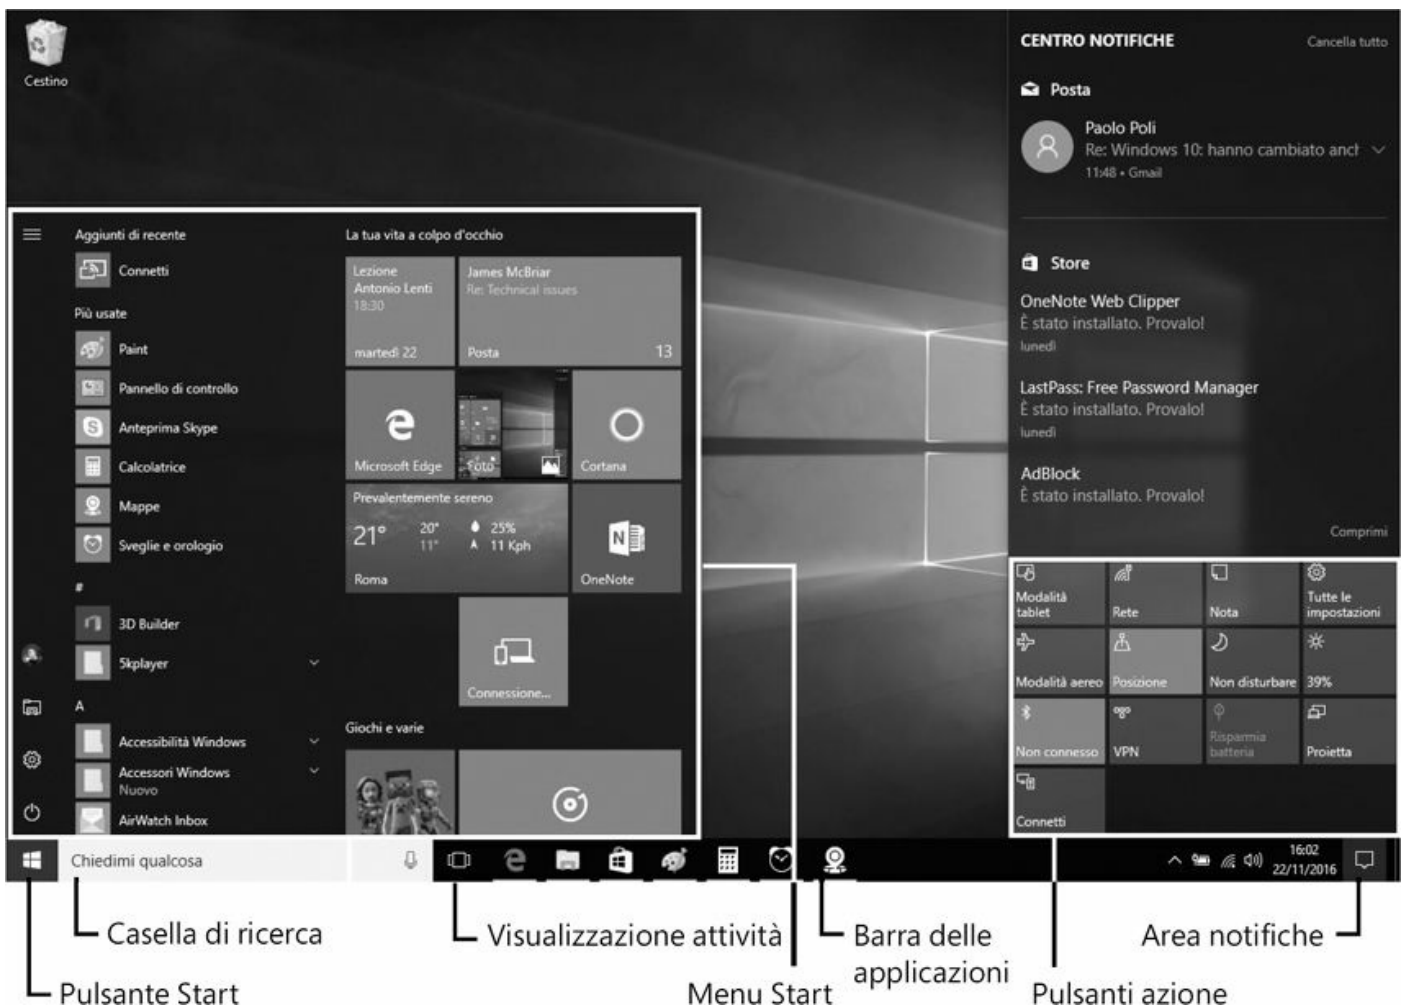 Cestino
Aggiunti di recente
Connetti
Più usate
Paint
Pannello di controllo
Anteprima Skype
Calcolatrice
Mappe
Sveglie e orologio
#
3D Builder
5kplayer
A
Accessibilità Windows
Accessori Windows
Nuovo
AirWatch Inbox
La tua vita a colpo d'occhio
Lezione
Antonio Lenti
18:30
martedì 22
James McBriar
Re: Technical issues
Posta 13
Microsoft Edge
Foto
Cortana
Prevalentemente sereno
21° 20° 25%
11° 11 Kph
Roma
OneNote
Connessione...
Giochi e varie
CENTRO NOTIFICHE Cancella tutto
Posta
Paolo Poli
Re: Windows 10: hanno cambiato anch
11:48 • Gmail
Store
OneNote Web Clipper
È stato installato. Provalo!
lunedì
LastPass: Free Password Manager
È stato installato. Provalo!
lunedì
AdBlock
È stato installato. Provalo!
Comprimi
Modalità
tablet
Rete
Nota
Tutte le
impostazioni
Modalità aereo
Posizione
Non disturbare
39%
Non connesso
VPN
Risparmia
batteria
Proietta
Connetti
Chiedimi qualcosa
16:02
22/11/2016
Casella di ricerca
Visualizzazione attività
Barra delle
applicazioni
Area notifiche
Pulsante Start
Menu Start
Pulsanti azione